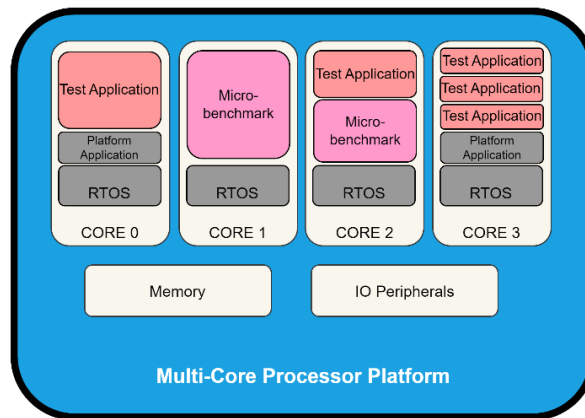 Test Application
Platform
Application
RTOS
CORE 0
Micro-
benchmark
RTOS
CORE 1
Test Application
Micro-
benchmark
RTOS
CORE 2
Test Application
Test Application
Test Application
Platform
Application
RTOS
CORE 3
Memory
IO Peripherals
Multi-Core Processor Platform